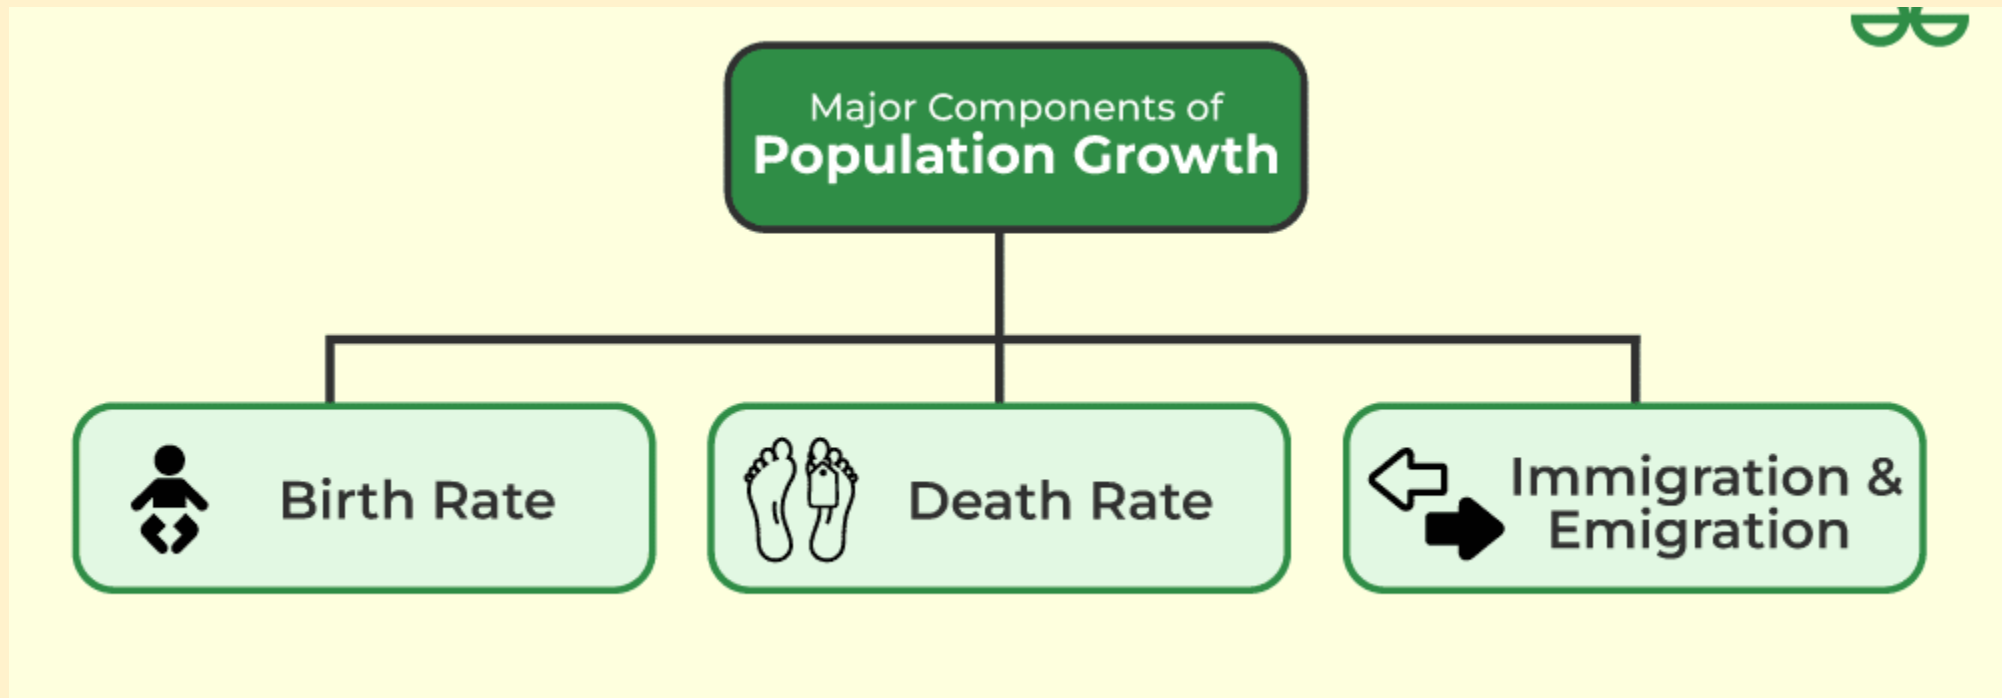 Major Components of
Population Growth
Birth Rate
Death Rate
Immigration &
Emigration